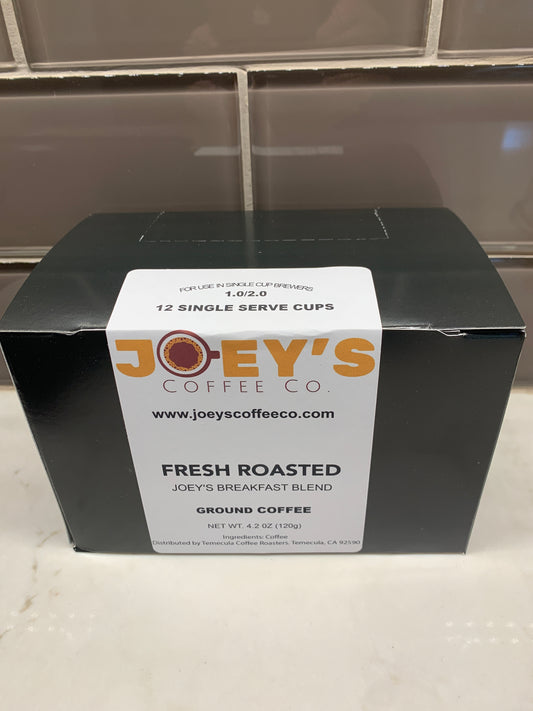 FOR USE IN SINGLE CUP BREWERS
1.0/2.0
12 SINGLE SERVE CUPS
JOEY'S
COFFEE CO.
www.joeyscoffeeco.com
FRESH ROASTED
JOEY'S BREAKFAST BLEND
GROUND COFFEE
NET WT. 4.2 OZ (120g)
Ingredients: Coffee
Distributed by Temecula Coffee Roasters, Temecula, CA 92590